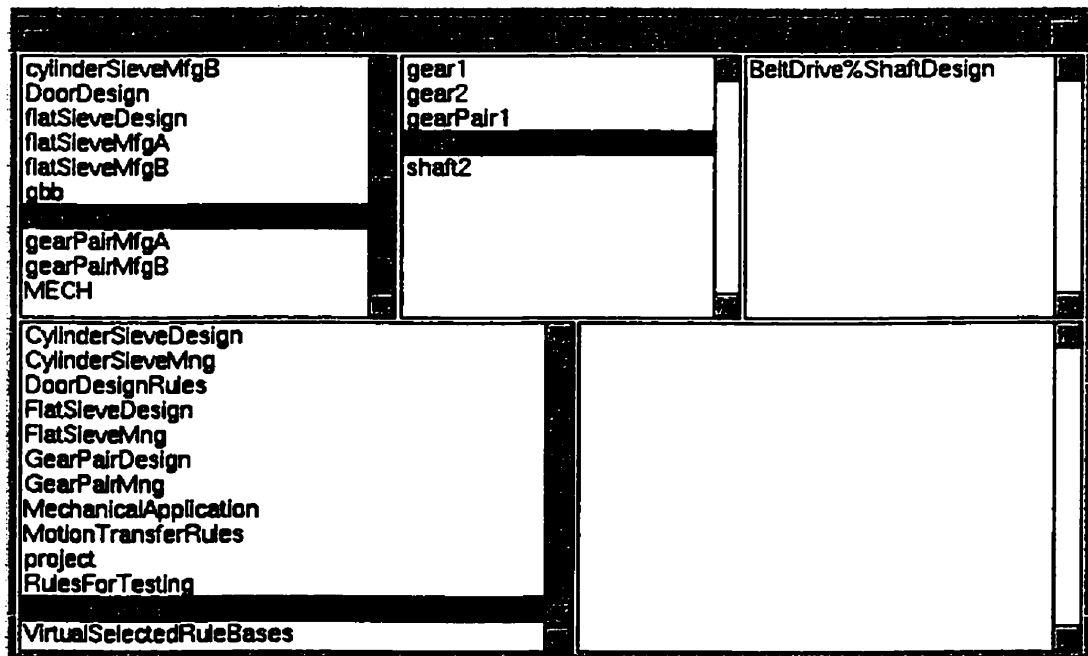 cylinderSieveMfgB
DoorDesign
flatSieveDesign
flatSieveMfgA
flatSieveMfgB
gbb
gearPairMfgA
gearPairMfgB
MECH
gear1
gear2
gearPair1
shaft2
BeltDrive%ShaftDesign
CylinderSieveDesign
CylinderSieveMng
DoorDesignRules
FlatSieveDesign
FlatSieveMng
GearPairDesign
GearPairMng
MechanicalApplication
MotionTransferRules
project
RulesForTesting
VirtualSelectedRuleBases